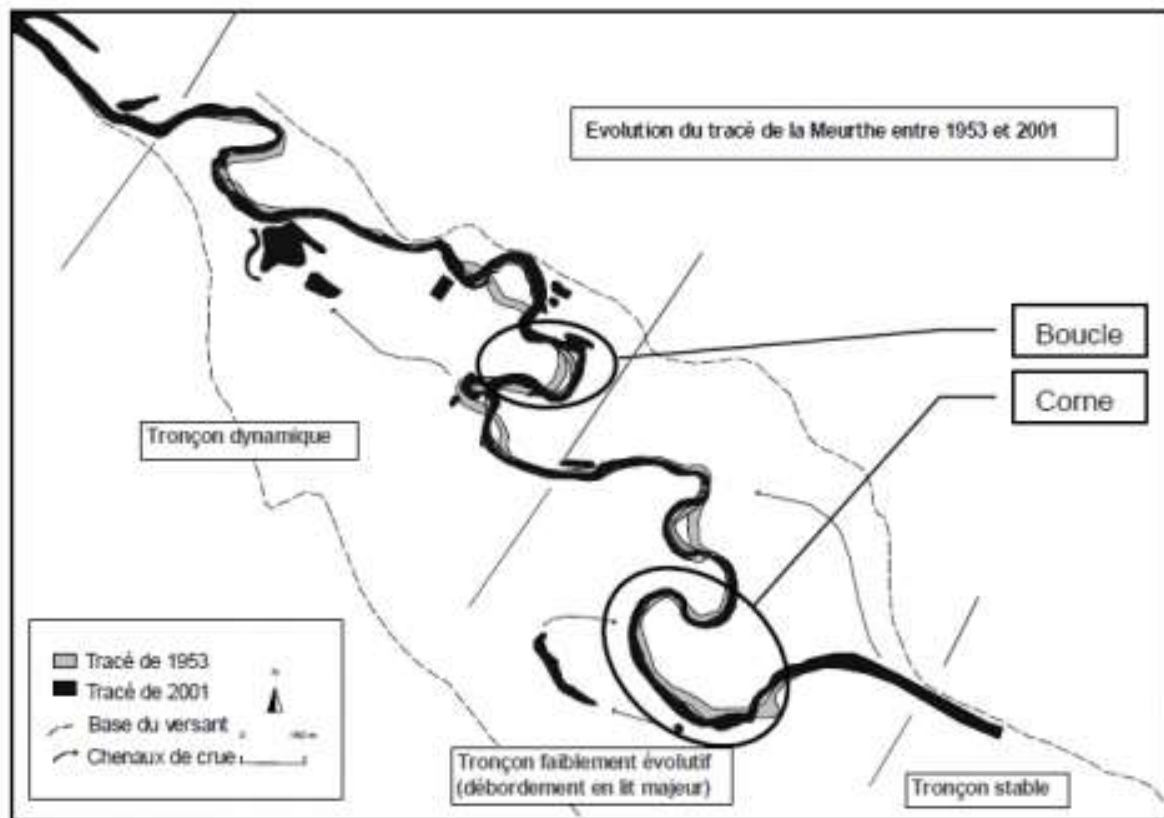 Evolution du tracé de la Meurthe entre 1953 et 2001
Boucle
Corne
Tronçon dynamique
Tracé de 1953
Tracé de 2001
Base du versant
Chenaux de crue
Tronçon faiblement évolutif
(débordement en lit majeur)
Tronçon stable